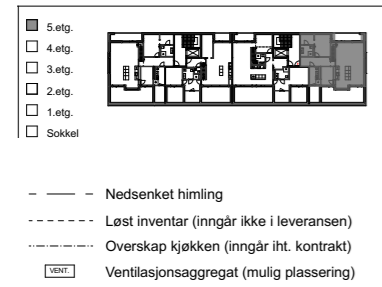 5.etg.
4.etg.
3.etg.
2.etg.
1.etg.
Sokkel
Nedsenket himling
Løst inventar (inngår ikke i leveransen)
Overskap kjøkken (inngår iht. kontrakt)
VENT. Ventilasjonsaggregat (mulig plassering)